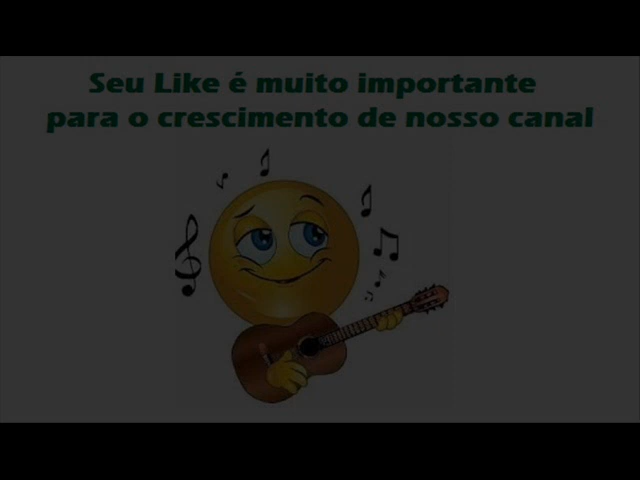 Seu Like é muito importante
para o crescimento de nosso canal